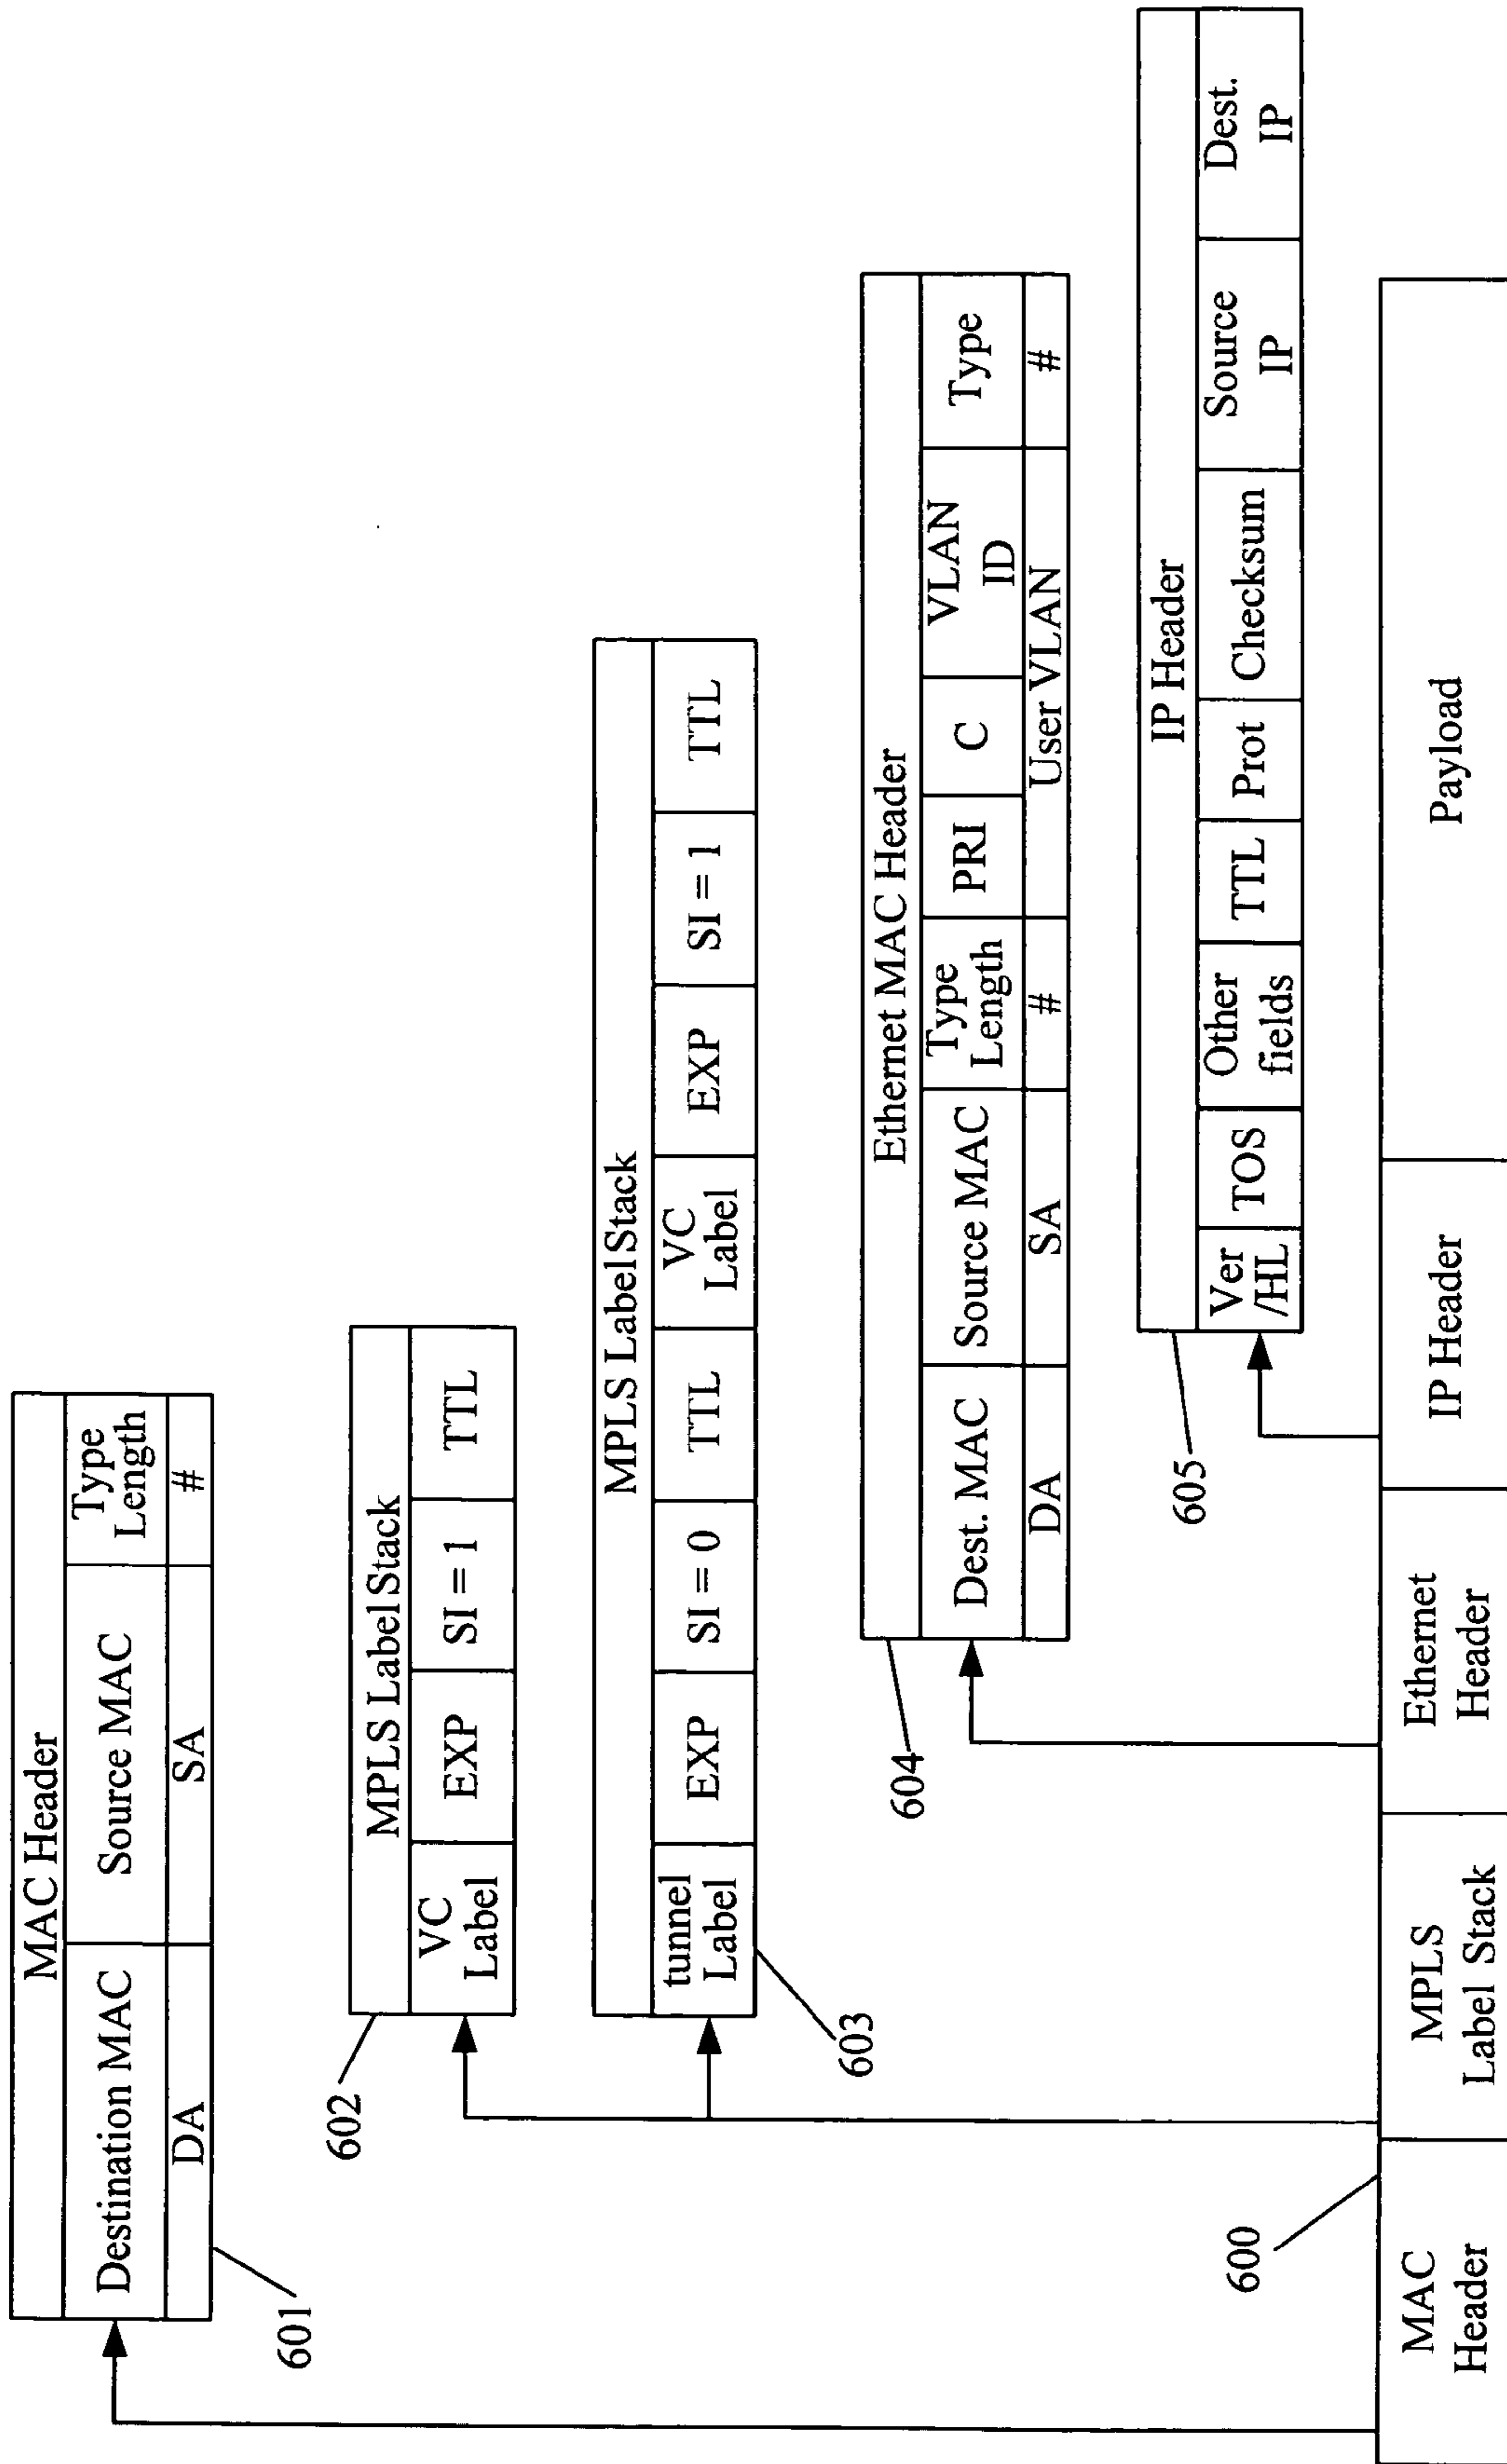 MAC Header
Destination MAC
Source MAC
Type
Length
DA
SA
#
601
MPLS Label Stack
VC
Label
EXP
SI = 1
TTL
602
MPLS Label Stack
tunnel
Label
EXP
SI = 0
TTL
VC
Label
EXP
SI = 1
TTL
603
Ethernet MAC Header
Dest. MAC
Source MAC
Type
Length
PRI
C
VLAN
ID
Type
DA
SA
#
User VLAN
#
604
IP Header
Ver
/HL
TOS
Other
fields
TTL
Prot
Checksum
Source
IP
Dest.
IP
605
600
MAC
Header
MPLS
Label Stack
Ethernet
Header
IP Header
Payload